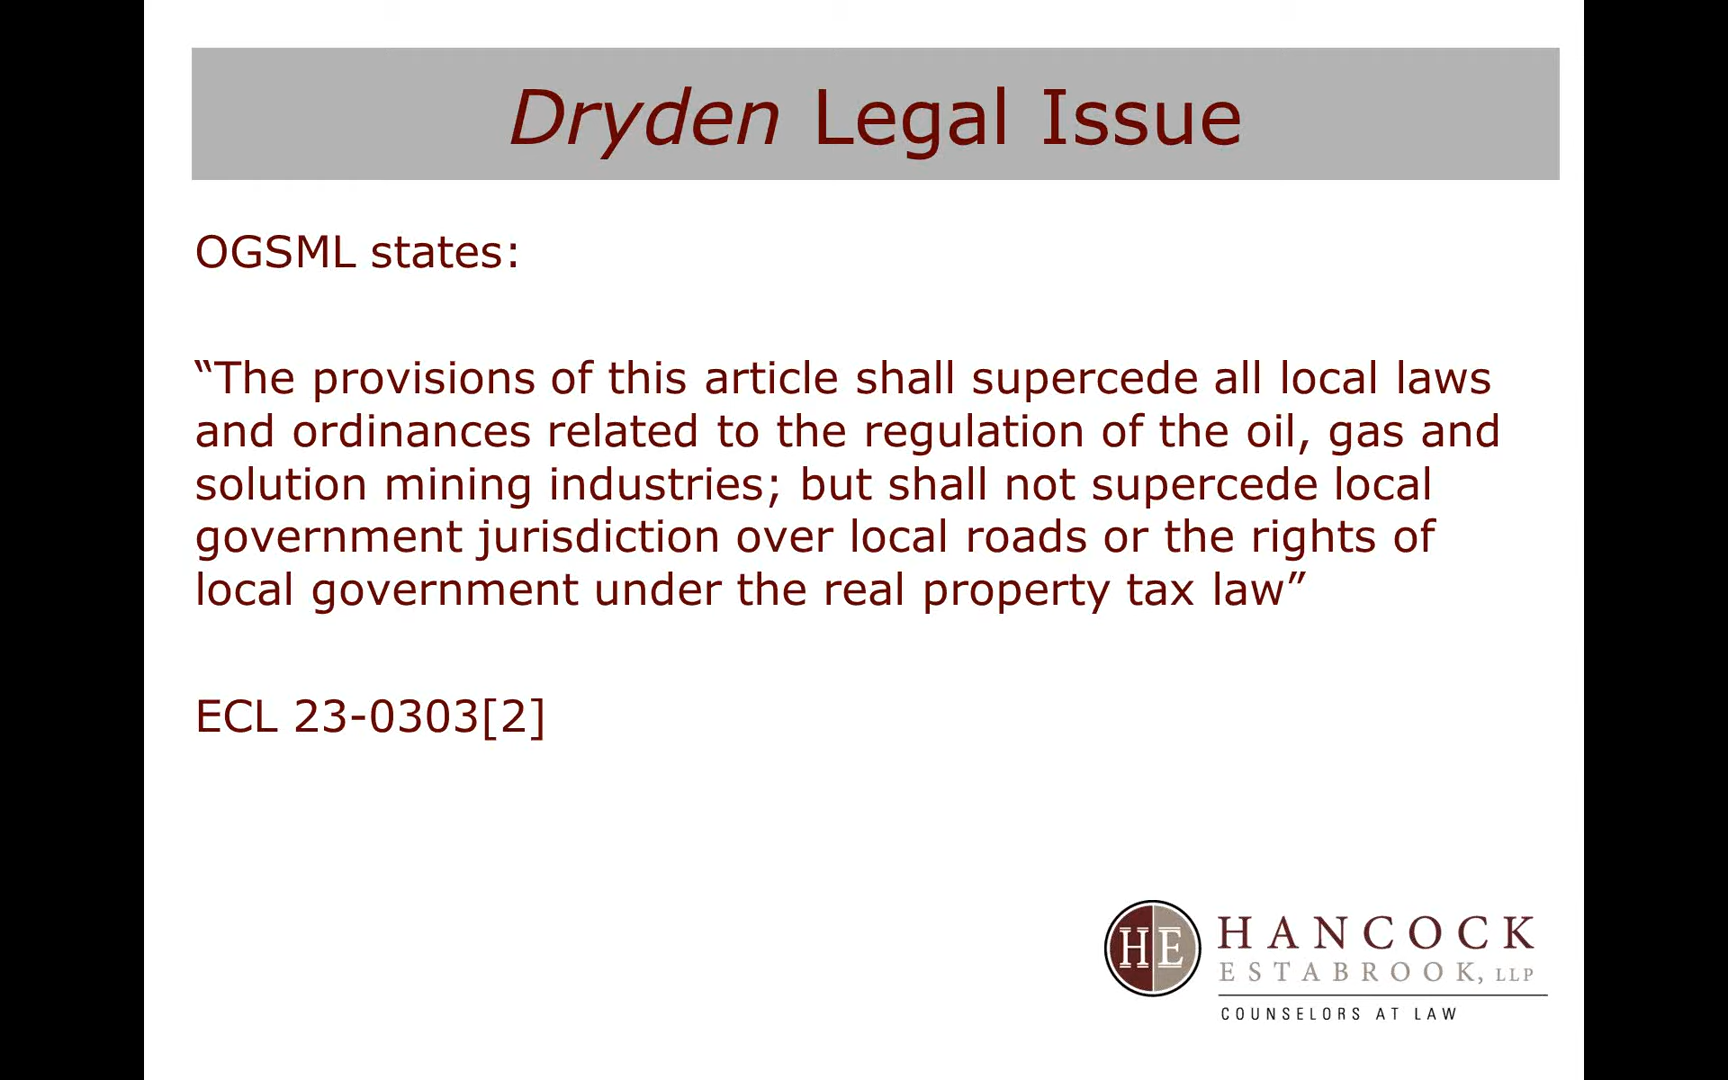 Dryden Legal Issue
OGSML states:
“The provisions of this article shall supercede all local laws
and ordinances related to the regulation of the oil, gas and
solution mining industries; but shall not supercede local
government jurisdiction over local roads or the rights of
local government under the real property tax law”
ECL 23-0303[2]
HE
HANCOCK
ESTABROOK, LLP
COUNSELORS AT LAW